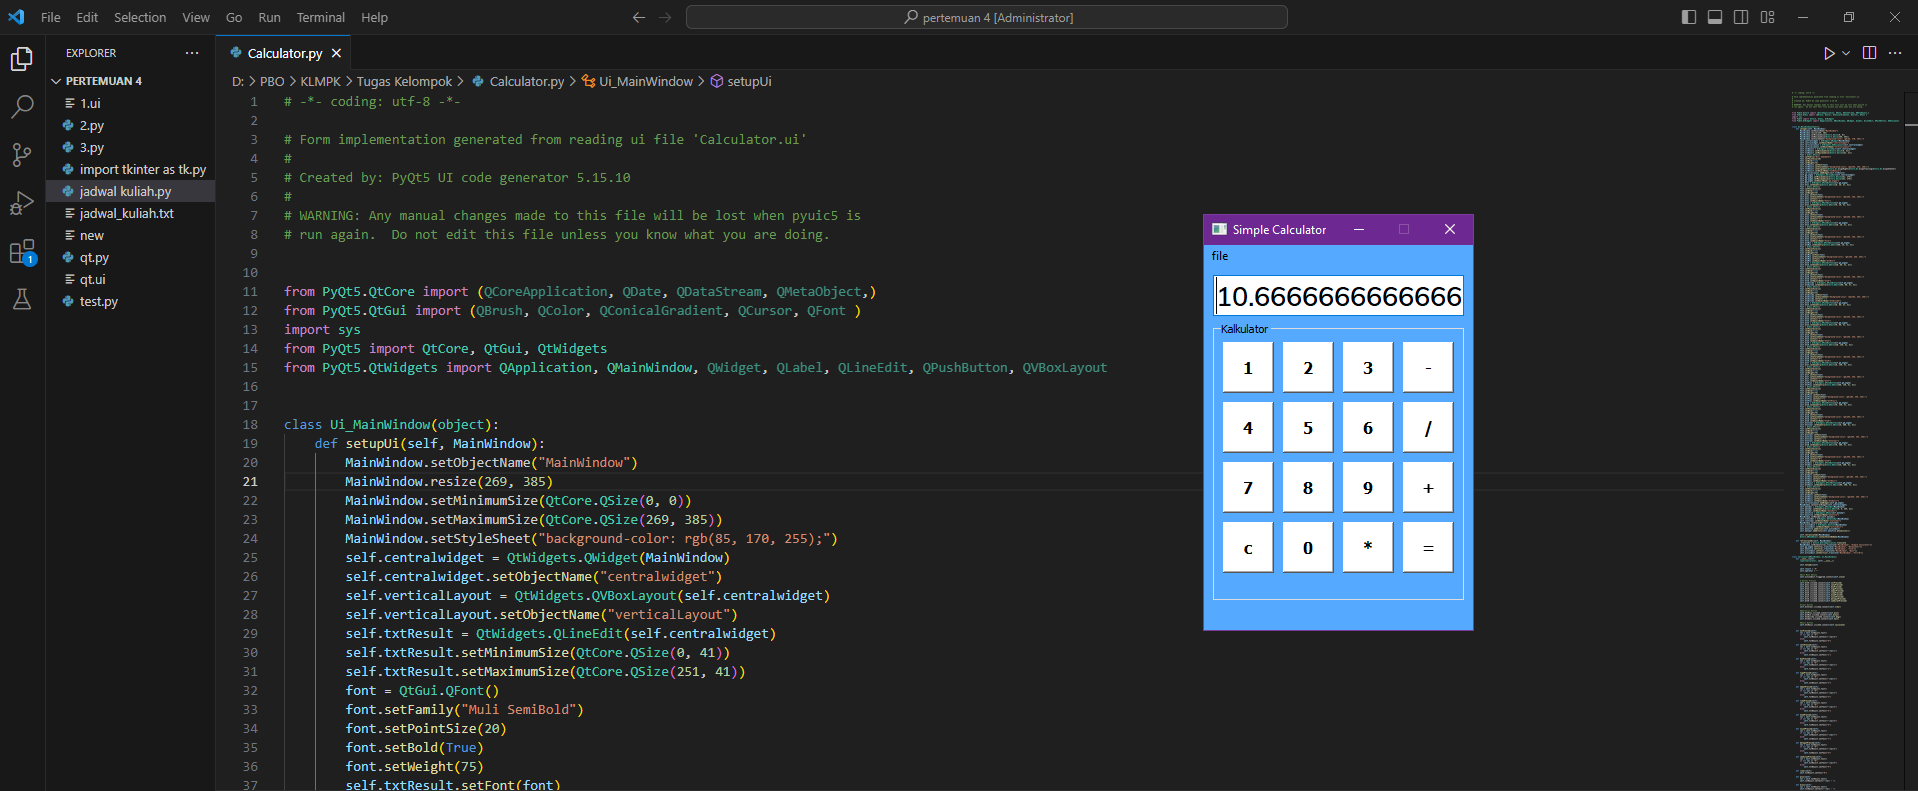 File Edit Selection View Go Run Terminal Help
pertemuan 4 [Administrator]
EXPLORER
PERTEMUAN 4
1.ui
2.py
3.py
import tkinter as tk.py
jadwal kuliah.py
jadwal_kuliah.txt
new
qt.py
qt.ui
test.py
1
Calculator.py
D: > PBO > KLMPK > Tugas Kelompok > Calculator.py > Ui_MainWindow > setupUi
1 # -*- coding: utf-8 -*-
2
3 # Form implementation generated from reading ui file 'Calculator.ui'
4 #
5 # Created by: PyQt5 UI code generator 5.15.10
6 #
7 # WARNING: Any manual changes made to this file will be lost when pyuic5 is
8 # run again.  Do not edit this file unless you know what you are doing.
9
10
11 from PyQt5.QtCore import (QCoreApplication, QDate, QDataStream, QMetaObject,)
12 from PyQt5.QtGui import (QBrush, QColor, QConicalGradient, QCursor, QFont )
13 import sys
14 from PyQt5 import QtCore, QtGui, QtWidgets
15 from PyQt5.QtWidgets import QApplication, QMainWindow, QWidget, QLabel, QLineEdit, QPushButton, QVBoxLayout
16
17
18 class Ui_MainWindow(object):
19     def setupUi(self, MainWindow):
20         MainWindow.setObjectName("MainWindow")
21         MainWindow.resize(269, 385)
22         MainWindow.setMinimumSize(QtCore.QSize(0, 0))
23         MainWindow.setMaximumSize(QtCore.QSize(269, 385))
24         MainWindow.setStyleSheet("background-color: rgb(85, 170, 255);")
25         self.centralwidget = QtWidgets.QWidget(MainWindow)
26         self.centralwidget.setObjectName("centralwidget")
27         self.verticalLayout = QtWidgets.QVBoxLayout(self.centralwidget)
28         self.verticalLayout.setObjectName("verticalLayout")
29         self.txtResult = QtWidgets.QLineEdit(self.centralwidget)
30         self.txtResult.setMinimumSize(QtCore.QSize(0, 41))
31         self.txtResult.setMaximumSize(QtCore.QSize(251, 41))
32         font = QtGui.QFont()
33         font.setFamily("Muli SemiBold")
34         font.setPointSize(20)
35         font.setBold(True)
36         font.setWeight(75)
37         self.txtResult.setFont(font)
Simple Calculator
file
10.6666666666666
Kalkulator
1 2 3 -
4 5 6 /
7 8 9 +
c 0 * =